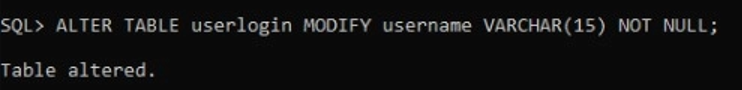 SQL> ALTER TABLE userlogin MODIFY username VARCHAR(15) NOT NULL;
Table altered.